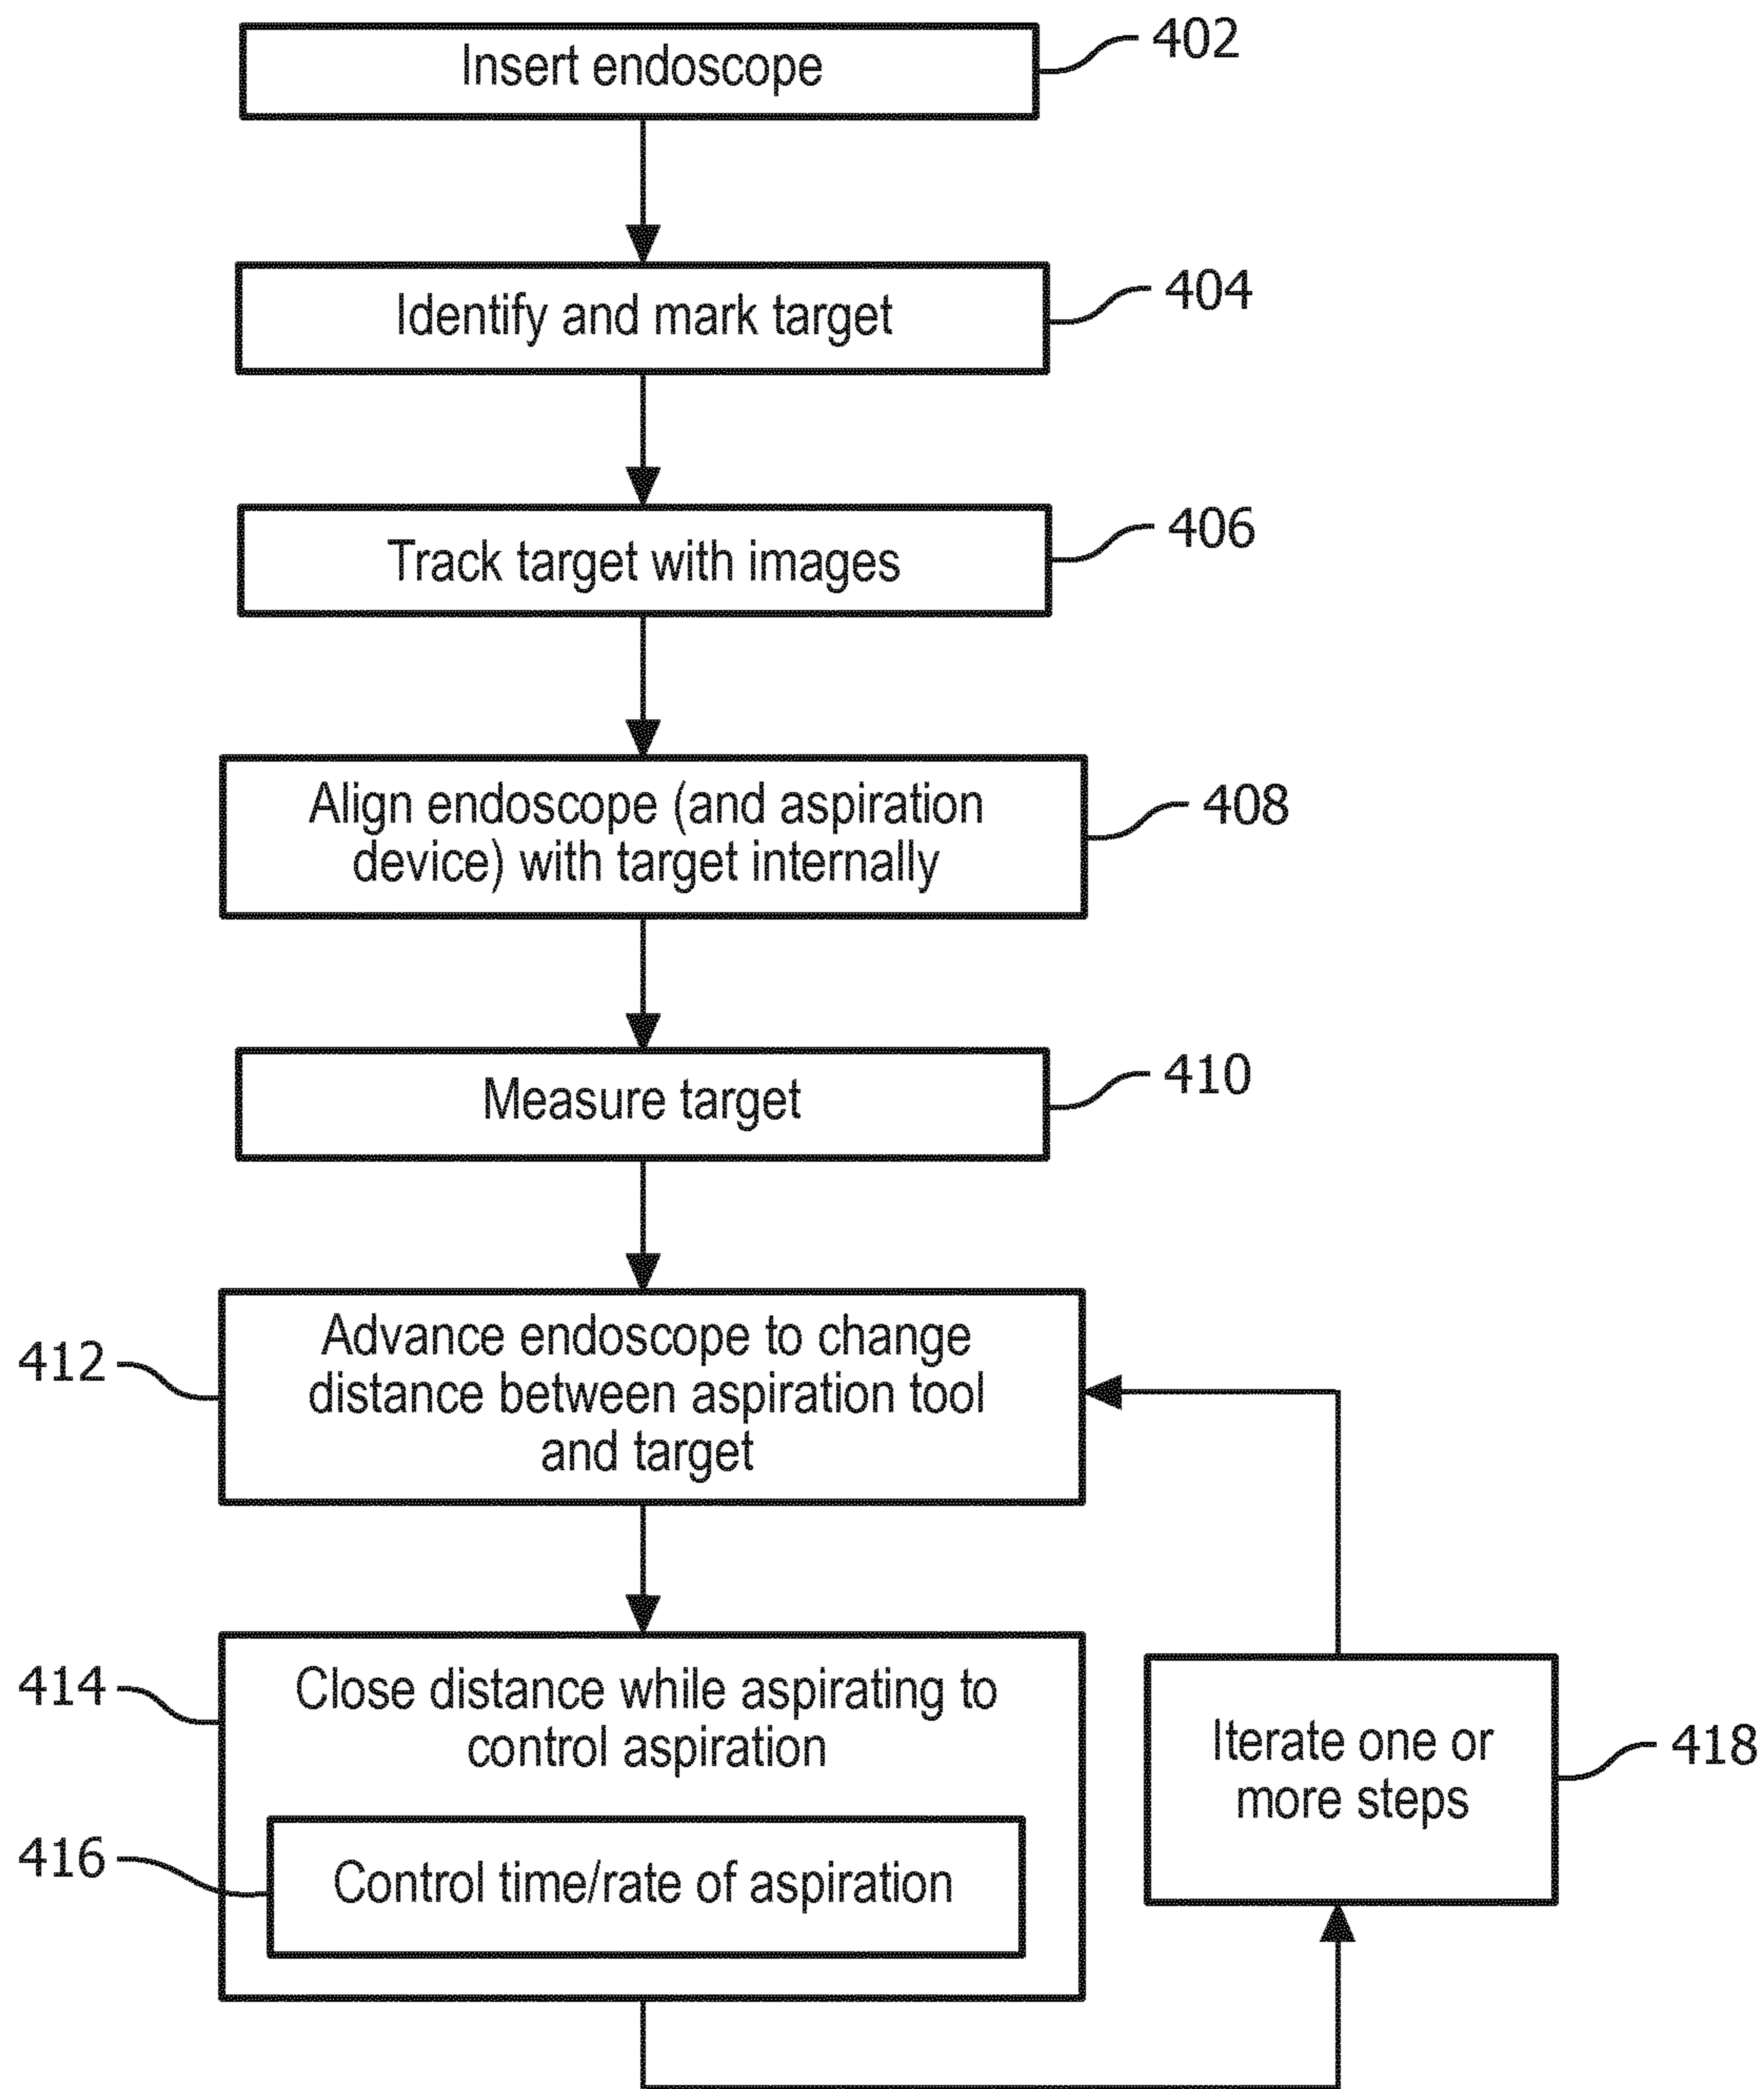 Insert endoscope
402
Identify and mark target
404
Track target with images
406
Align endoscope (and aspiration
device) with target internally
408
Measure target
410
412
Advance endoscope to change
distance between aspiration tool
and target
414
Close distance while aspirating to
control aspiration
416
Control time/rate of aspiration
Iterate one or
more steps
418